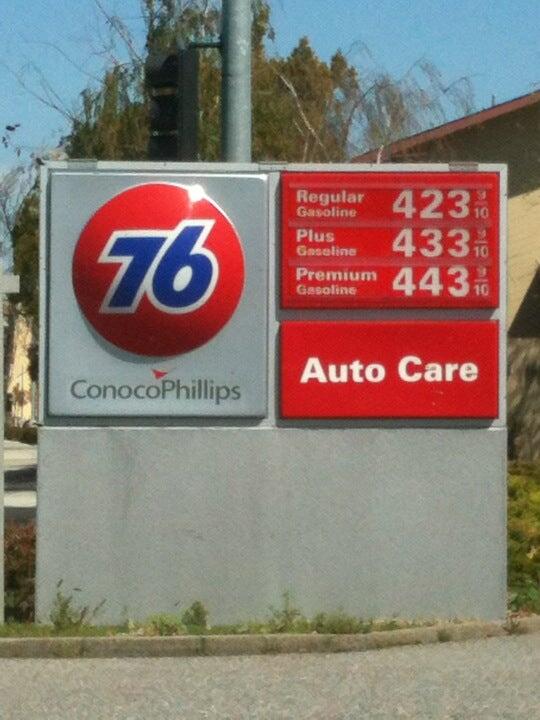 76
ConocoPhillips
Regular
Gasoline 423 9/10
Plus
Gasoline 433 9/10
Premium
Gasoline 443 9/10
Auto Care